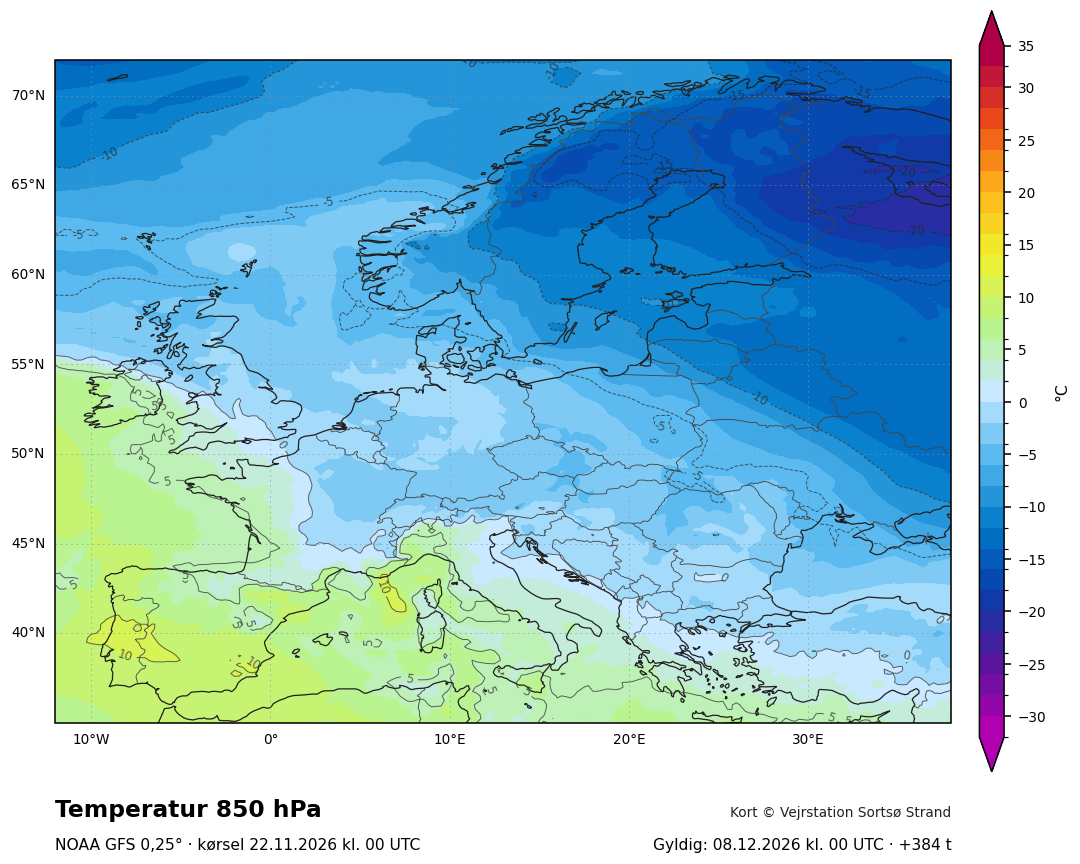 70°N
65°N
60°N
55°N
50°N
45°N
40°N
10°W
0°
10°E
20°E
30°E
35
30
25
20
15
10
5
0
−5
−10
−15
−20
−25
−30
°C
Temperatur 850 hPa
Kort © Vejrstation Sortsø Strand
NOAA GFS 0,25° · kørsel 22.11.2026 kl. 00 UTC
Gyldig: 08.12.2026 kl. 00 UTC · +384 t